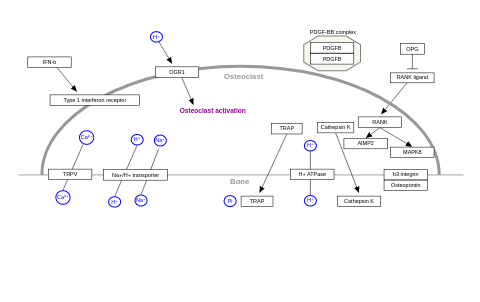 PDGF-BB complex
H⁺
PDGFB
OPG
PDGFB
IFN-b
OGR1
Osteoclast
RANK ligand
Type 1 interferon receptor
Osteoclast activation
RANK
TRAP
Cathepsin K
Ca²⁺
H⁺
Na⁺
AIMP2
H⁺
MAPK8
TRPV
Na+/H+ transporter
H+ ATPase
b3 integrin
Bone
Osteopontin
Ca²⁺
H⁺
Na⁺
Pi
TRAP
H⁺
Cathepsin K